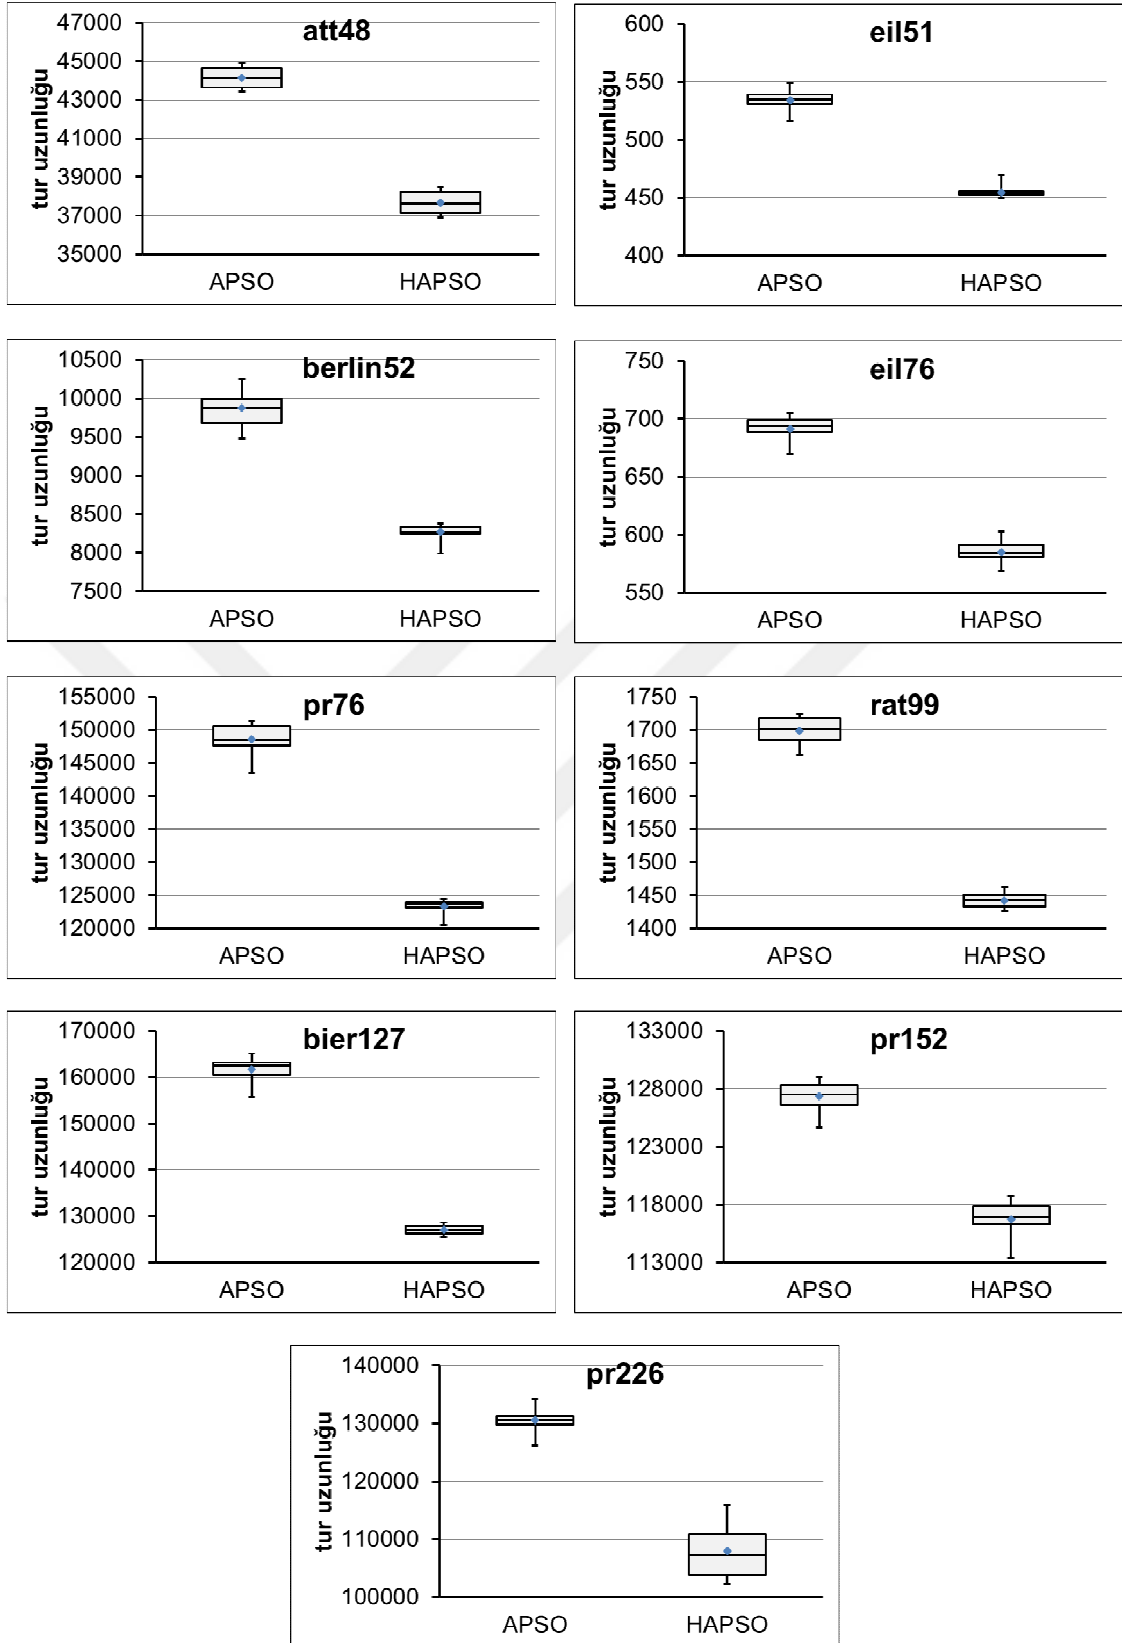 att48
tur uzunluğu
47000
45000
43000
41000
39000
37000
35000
APSO HAPSO
eil51
tur uzunluğu
600
550
500
450
400
APSO HAPSO
berlin52
tur uzunluğu
10500
10000
9500
9000
8500
8000
7500
APSO HAPSO
eil76
tur uzunluğu
750
700
650
600
550
APSO HAPSO
pr76
tur uzunluğu
155000
150000
145000
140000
135000
130000
125000
120000
APSO HAPSO
rat99
tur uzunluğu
1750
1700
1650
1600
1550
1500
1450
1400
APSO HAPSO
bier127
tur uzunluğu
170000
160000
150000
140000
130000
120000
APSO HAPSO
pr152
tur uzunluğu
133000
128000
123000
118000
113000
APSO HAPSO
pr226
tur uzunluğu
140000
130000
120000
110000
100000
APSO HAPSO